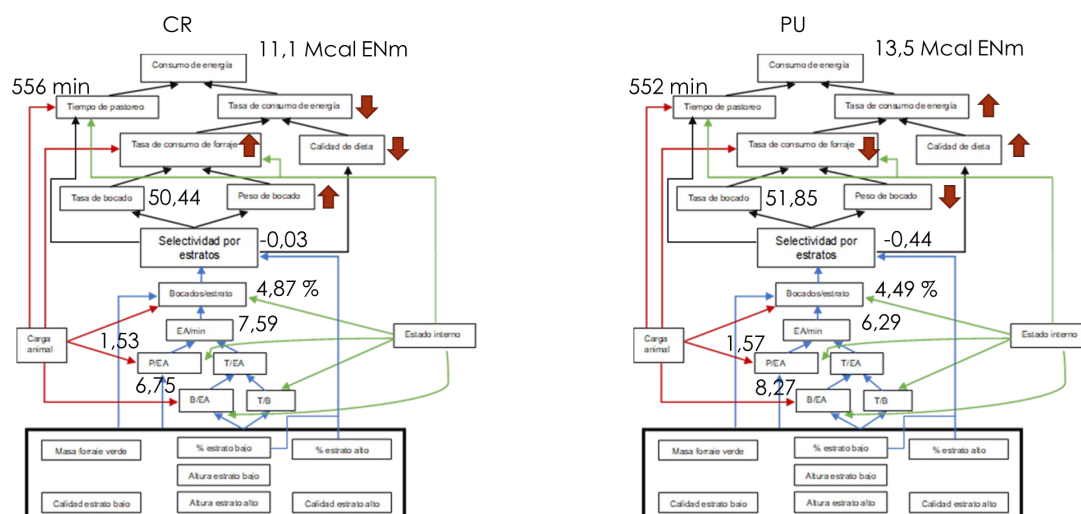 CR
11,1 Mcal ENm
Consumo de energía
556 min
Tiempo de pastoreo
Tasa de consumo de energía
Tasa de consumo de forraje
Calidad de dieta
Tasa de bocado
50,44
Peso de bocado
Selectividad por
estratos
-0,03
Bocados/estrato
4,87 %
7,59
EA/min
Carga
animal
1,53
Estado interno
P/EA
T/EA
6,75
B/EA
T/B
Masa forraie verde
% estrato bajo
% estrato alto
Altura estrato bajo
Calidad estrato bajo
Altura estrato alto
Calidad estrato alto
PU
13,5 Mcal ENm
Consumo de energía
552 min
Tiempo de pastoreo
Tasa de consumo de energía
Tasa de consumo de forraje
Calidad de dieta
Tasa de bocado
51,85
Peso de bocado
Selectividad por
estratos
-0,44
Bocados/estrato
4,49 %
6,29
EA/min
Carga
animal
1,57
Estado interno
P/EA
T/EA
8,27
B/EA
T/B
Masa forraie verde
% estrato bajo
% estrato alto
Altura estrato bajo
Calidad estrato bajo
Altura estrato alto
Calidad estrato alto